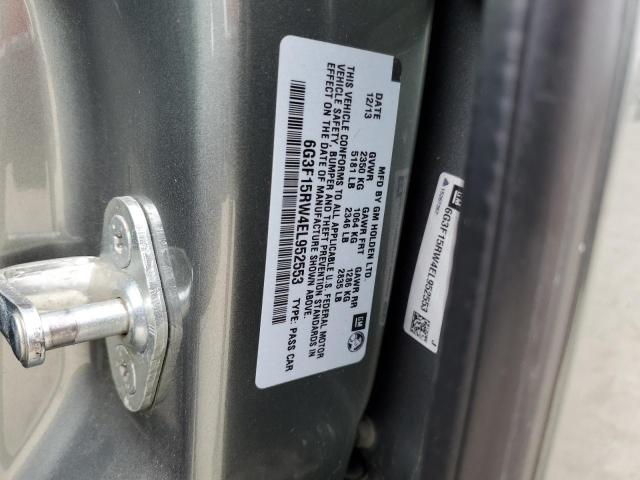 MFD BY GM HOLDEN LTD.
DATE GVWR GAWR FRT GAWR RR
12/13 2350 KG 1064 KG 1286 KG
5181 LB 2346 LB 2835 LB
THIS VEHICLE CONFORMS TO ALL APPLICABLE U.S. FEDERAL MOTOR
VEHICLE SAFETY, BUMPER AND THEFT PREVENTION STANDARDS IN
EFFECT ON THE DATE OF MANUFACTURE SHOWN ABOVE.
6G3F15RW4EL952553 TYPE: PASS CAR
GM
GM
6G3F15RW4EL952553